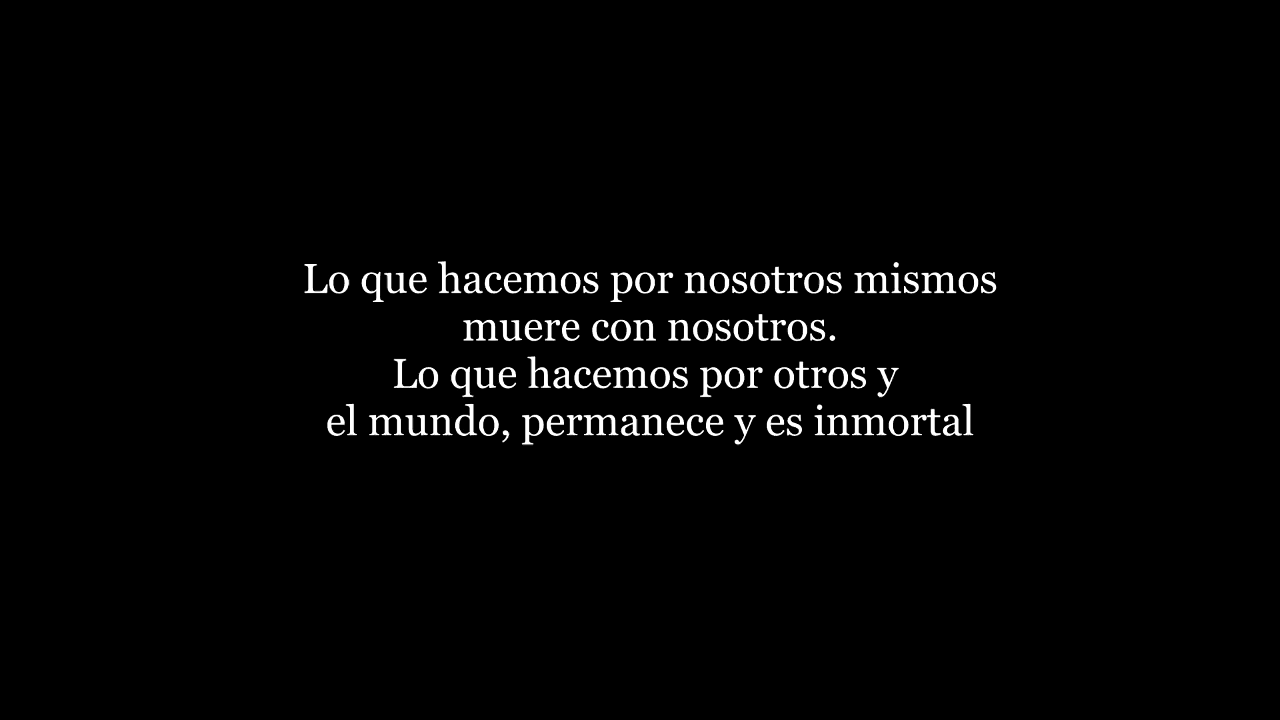 Lo que hacemos por nosotros mismos
muere con nosotros.
Lo que hacemos por otros y
el mundo, permanece y es inmortal